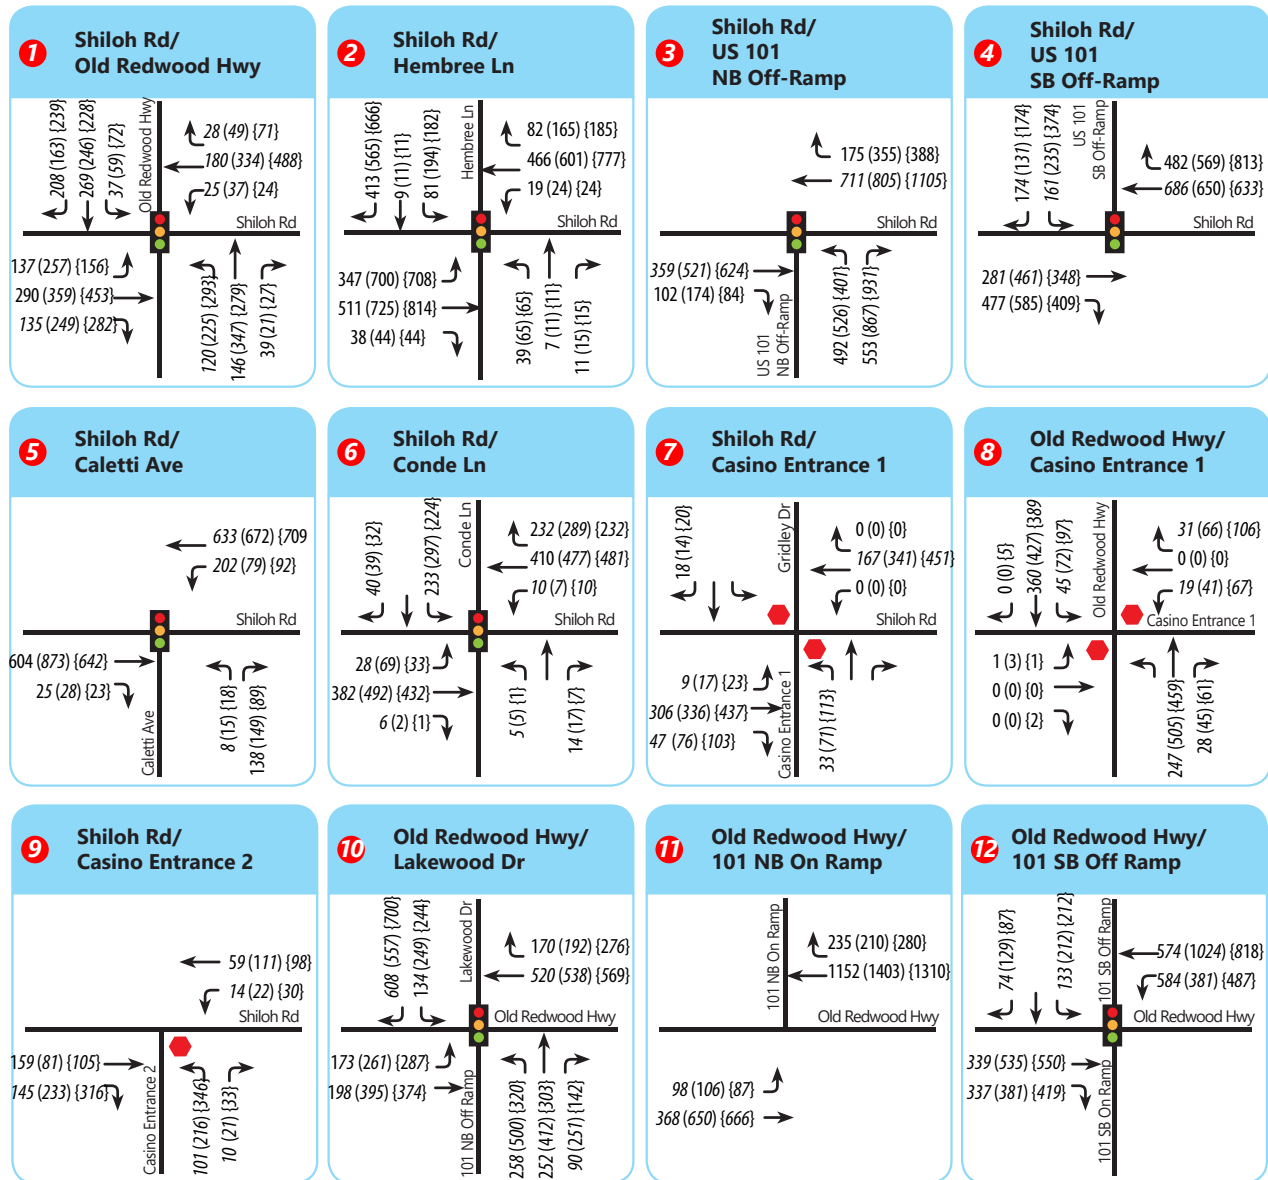 1
Shiloh Rd/
Old Redwood Hwy
208 (163) {239}
269 (246) {228}
37 (59) {72}
Old Redwood Hwy
28 (49) {71}
180 (334) {488}
25 (37) {24}
Shiloh Rd
137 (257) {156}
290 (359) {453}
135 (249) {282}
120 (225) {293}
146 (347) {279}
39 (21) {27}
2
Shiloh Rd/
Hembree Ln
413 (565) {666}
9 (11) {11}
81 (194) {182}
Hembree Ln
82 (165) {185}
466 (601) {777}
19 (24) {24}
Shiloh Rd
347 (700) {708}
511 (725) {814}
38 (44) {44}
39 (65) {65}
7 (11) {11}
11 (15) {15}
3
Shiloh Rd/
US 101
NB Off-Ramp
175 (355) {388}
711 (805) {1105}
359 (521) {624}
102 (174) {84}
US 101
NB Off-Ramp
492 (526) {401}
553 (867) {931}
4
Shiloh Rd/
US 101
SB Off-Ramp
174 (131) {174}
161 (235) {374}
US 101
SB Off-Ramp
482 (569) {813}
686 (650) {633}
Shiloh Rd
281 (461) {348}
477 (585) {409}
5
Shiloh Rd/
Caletti Ave
633 (672) {709
202 (79) {92}
Shiloh Rd
604 (873) {642}
25 (28) {23}
Caletti Ave
8 (15) {18}
138 (149) {89}
6
Shiloh Rd/
Conde Ln
40 (39) {32}
233 (297) {224}
Conde Ln
232 (289) {232}
410 (477) {481}
10 (7) {10}
Shiloh Rd
28 (69) {33}
382 (492) {432}
6 (2) {1}
5 (5) {1}
14 (17) {7}
7
Shiloh Rd/
Casino Entrance 1
18 (14) {20}
Gridley Dr
0 (0) {0}
167 (341) {451}
0 (0) {0}
Shiloh Rd
9 (17) {23}
306 (336) {437}
47 (76) {103}
Casino Entrance 1
33 (71) {113}
8
Old Redwood Hwy/
Casino Entrance 1
0 (0) {5}
360 (427) {389
45 (72) {97}
Old Redwood Hwy
31 (66) {106}
0 (0) {0}
19 (41) {67}
Casino Entrance 1
1 (3) {1}
0 (0) {0}
0 (0) {2}
247 (505) {459}
28 (45) {61}
9
Shiloh Rd/
Casino Entrance 2
59 (111) {98}
14 (22) {30}
Shiloh Rd
159 (81) {105}
145 (233) {316}
Casino Entrance 2
101 (216) {346}
10 (21) {33}
10
Old Redwood Hwy/
Lakewood Dr
608 (557) {700}
134 (249) {244}
Lakewood Dr
170 (192) {276}
520 (538) {569}
Old Redwood Hwy
173 (261) {287}
198 (395) {374}
101 NB Off Ramp
258 (500) {320}
252 (412) {303}
90 (251) {142}
11
Old Redwood Hwy/
101 NB On Ramp
101 NB On Ramp
235 (210) {280}
1152 (1403) {1310}
Old Redwood Hwy
98 (106) {87}
368 (650) {666}
12
Old Redwood Hwy/
101 SB Off Ramp
74 (129) {87}
133 (212) {212}
101 SB Off Ramp
574 (1024) {818}
584 (381) {487}
Old Redwood Hwy
339 (535) {550}
337 (381) {419}
101 SB On Ramp